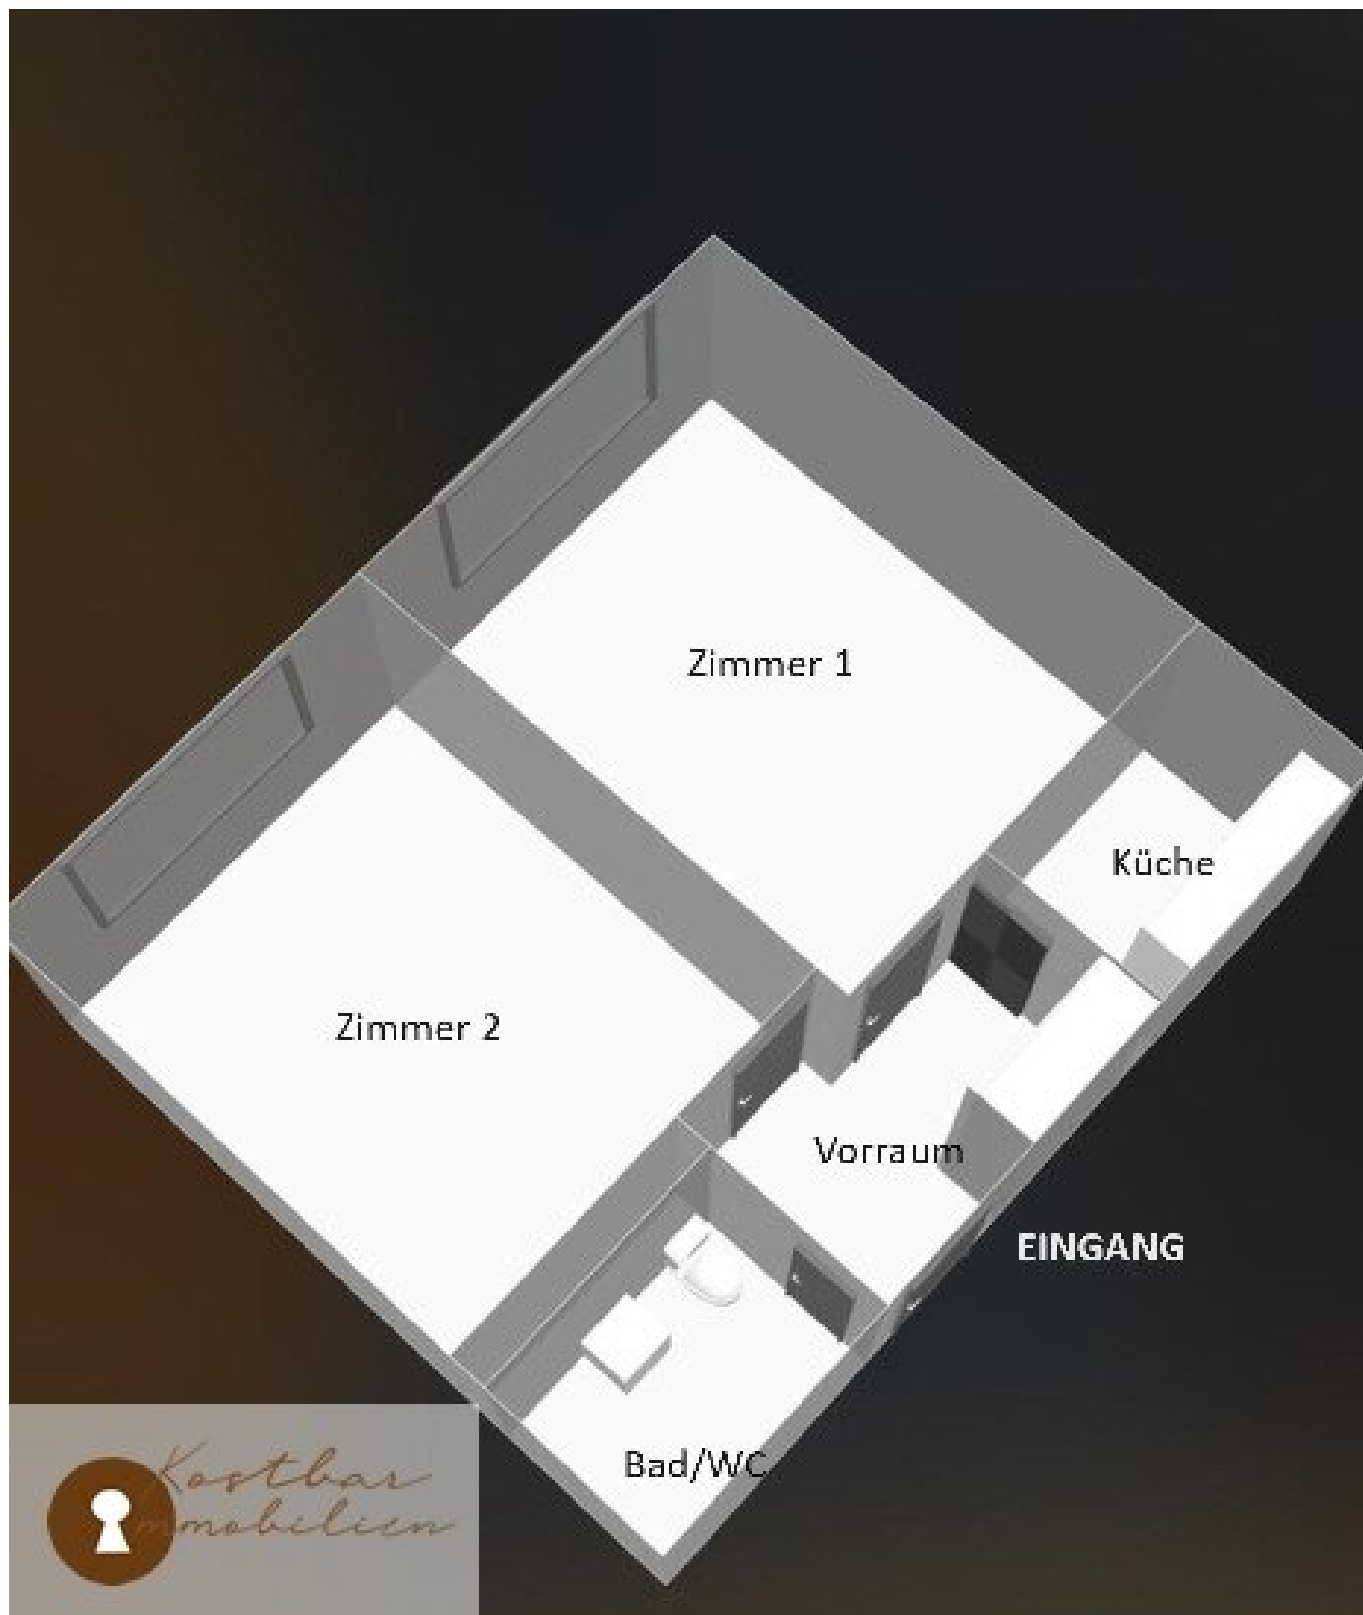 Zimmer 1
Küche
Zimmer 2
Vorraum
EINGANG
Bad/WC
Kostbar
Immobilien